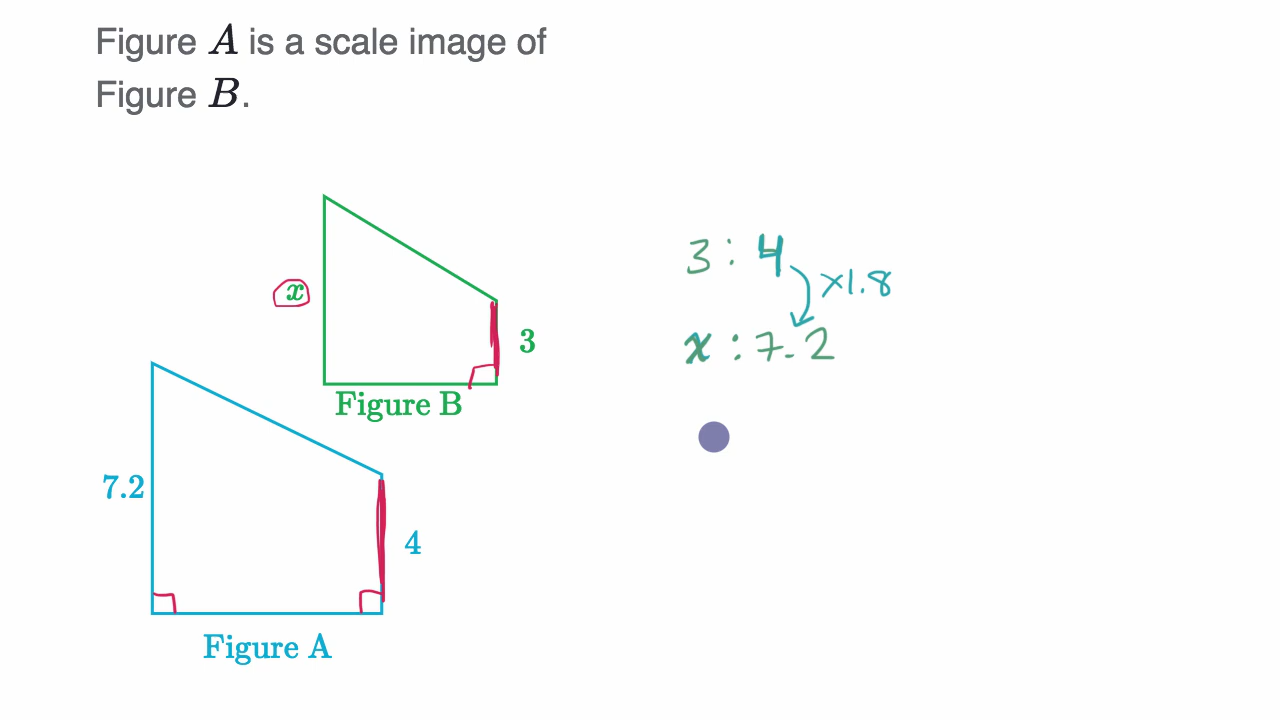 Figure A is a scale image of
Figure B.
x
3
Figure B
7.2
4
Figure A
3 : 4
×1.8
x : 7.2